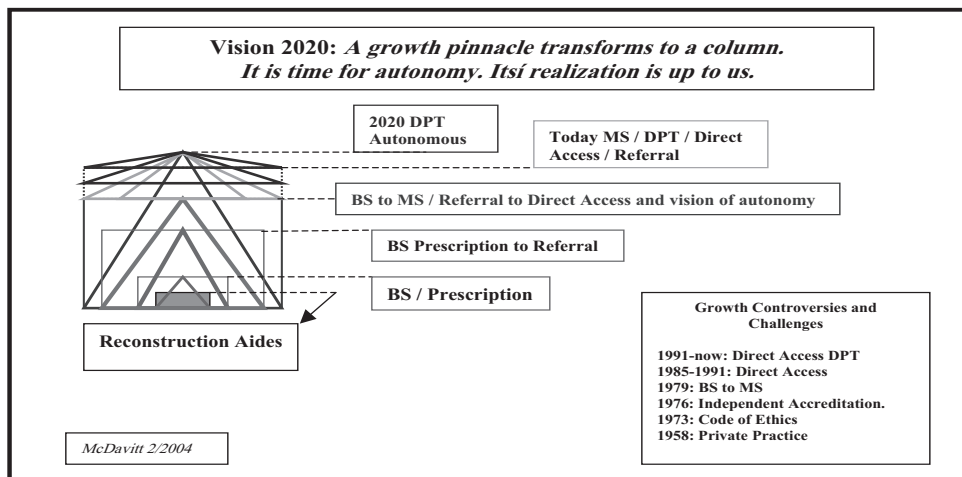 Vision 2020: A growth pinnacle transforms to a column.
It is time for autonomy. Itsí realization is up to us.
2020 DPT
Autonomous
Today MS / DPT / Direct
Access / Referral
BS to MS / Referral to Direct Access and vision of autonomy
BS Prescription to Referral
BS / Prescription
Reconstruction Aides
Growth Controversies and
Challenges
1991-now: Direct Access DPT
1985-1991: Direct Access
1979: BS to MS
1976: Independent Accreditation.
1973: Code of Ethics
1958: Private Practice
McDavitt 2/2004